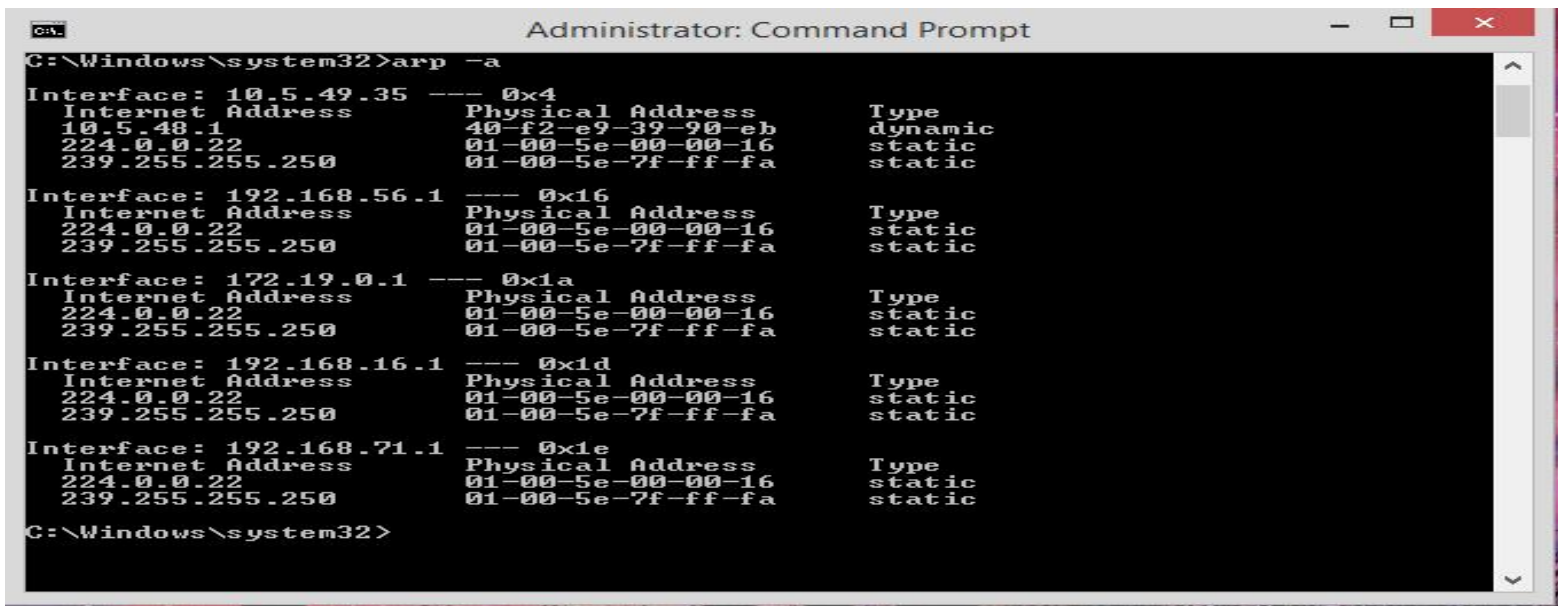 Administrator: Command Prompt
C:\Windows\system32>arp -a
Interface: 10.5.49.35 --- 0x4
Internet Address Physical Address Type
10.5.48.1 40-f2-e9-39-90-eb dynamic
224.0.0.22 01-00-5e-00-00-16 static
239.255.255.250 01-00-5e-7f-ff-fa static
Interface: 192.168.56.1 --- 0x16
Internet Address Physical Address Type
224.0.0.22 01-00-5e-00-00-16 static
239.255.255.250 01-00-5e-7f-ff-fa static
Interface: 172.19.0.1 --- 0x1a
Internet Address Physical Address Type
224.0.0.22 01-00-5e-00-00-16 static
239.255.255.250 01-00-5e-7f-ff-fa static
Interface: 192.168.16.1 --- 0x1d
Internet Address Physical Address Type
224.0.0.22 01-00-5e-00-00-16 static
239.255.255.250 01-00-5e-7f-ff-fa static
Interface: 192.168.71.1 --- 0x1e
Internet Address Physical Address Type
224.0.0.22 01-00-5e-00-00-16 static
239.255.255.250 01-00-5e-7f-ff-fa static
C:\Windows\system32>